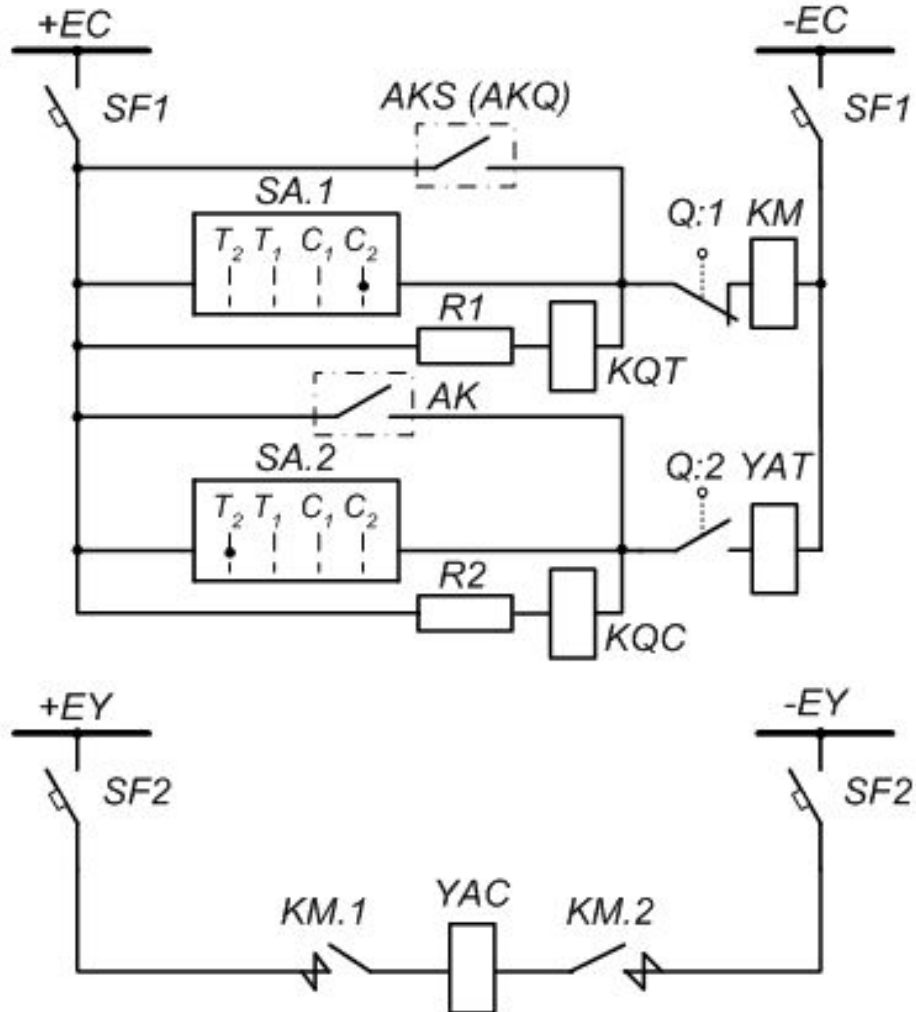 +EC
-EC
SF1
AKS (AKQ)
SF1
SA.1
T₂ T₁ C₁ C₂
Q:1 KM
R1
KQT
AK
SA.2
T₂ T₁ C₁ C₂
Q:2 YAT
R2
KQC
+EY
-EY
SF2
SF2
YAC
KM.1
KM.2